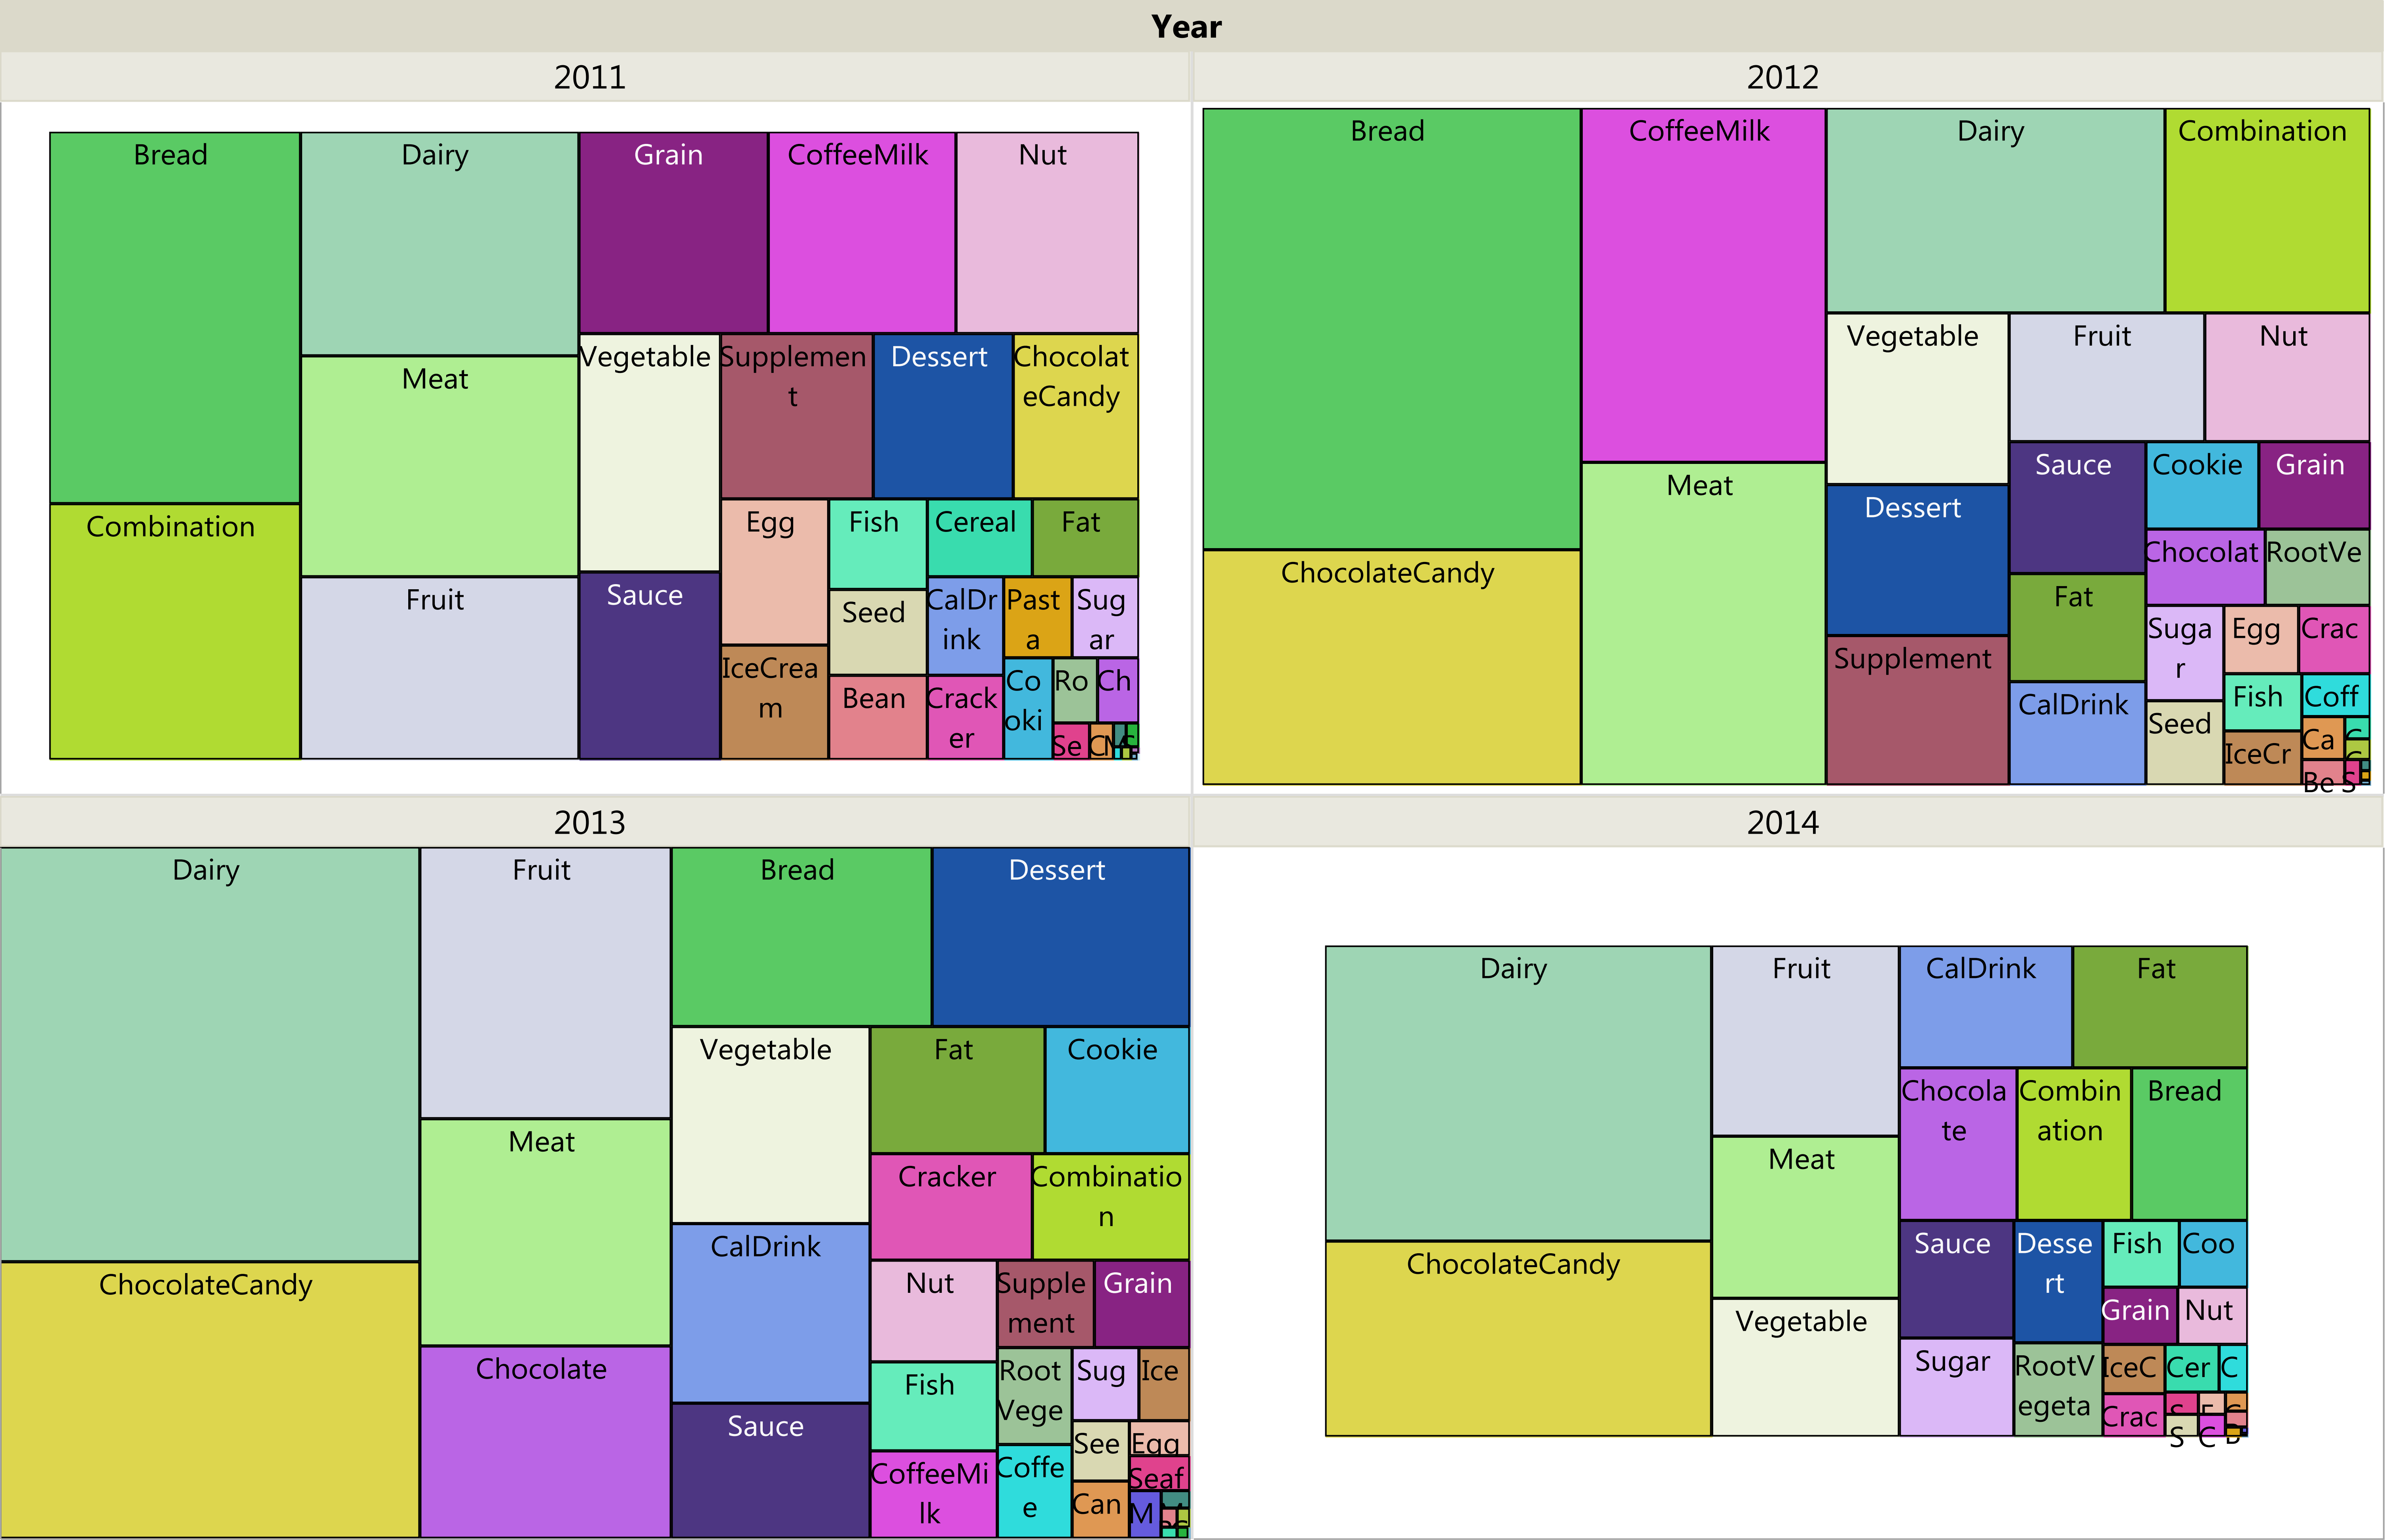 Year
2011
2012
Bread
Dairy
Grain
CoffeeMilk
Nut
Meat
Vegetable
Supplemen
t
Dessert
Chocolat
eCandy
Combination
Egg
Fish
Cereal
Fat
Fruit
Sauce
Seed
CalDr
ink
Past
a
Sug
ar
IceCrea
m
Bean
Crack
er
Co
oki
Ro
Ch
Se
C
Bread
CoffeeMilk
Dairy
Combination
Vegetable
Fruit
Nut
Sauce
Cookie
Grain
Meat
Dessert
Chocolat
RootVe
ChocolateCandy
Fat
Suga
r
Egg
Crac
Supplement
CalDrink
Fish
Coff
Seed
IceCr
Ca
Be
S
2013
2014
Dairy
Fruit
Bread
Dessert
Vegetable
Fat
Cookie
Meat
Cracker
Combinatio
n
CalDrink
ChocolateCandy
Nut
Supple
ment
Grain
Chocolate
Fish
Root
Vege
Sug
Ice
Sauce
See
Egg
CoffeeMi
lk
Coffe
e
Seaf
Can
M
Dairy
Fruit
CalDrink
Fat
Chocola
te
Combin
ation
Bread
Meat
Sauce
Desse
rt
Fish
Coo
ChocolateCandy
Grain
Nut
Vegetable
Sugar
RootV
egeta
IceC
Cer
C
Crac
S
C